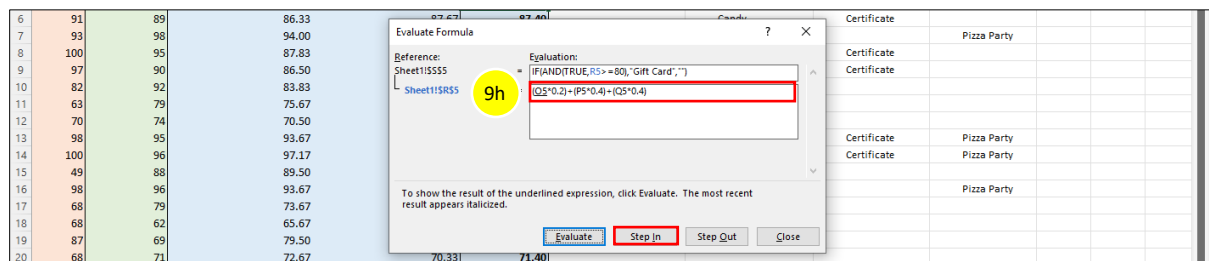 6 91 89 86.33 87.67 87.40 Candy Certificate
7 93 98 94.00 Pizza Party
8 100 95 87.83 Certificate
9 97 90 86.50 Certificate
10 82 92 83.83
11 63 79 75.67
12 70 74 70.50
13 98 95 93.67 Certificate Pizza Party
14 100 96 97.17 Certificate Pizza Party
15 49 88 89.50
16 98 96 93.67 Pizza Party
17 68 79 73.67
18 68 62 65.67
19 87 69 79.50
20 68 71 72.67 70.33 71.40
Evaluate Formula ? ×
Reference: Evaluation:
Sheet1!$S$5 = IF(AND(TRUE,R5>=80),"Gift Card","")
Sheet1!$R$5 9h = (O5*0.2)+(P5*0.4)+(Q5*0.4)
To show the result of the underlined expression, click Evaluate. The most recent
result appears italicized.
Evaluate Step In Step Out Close